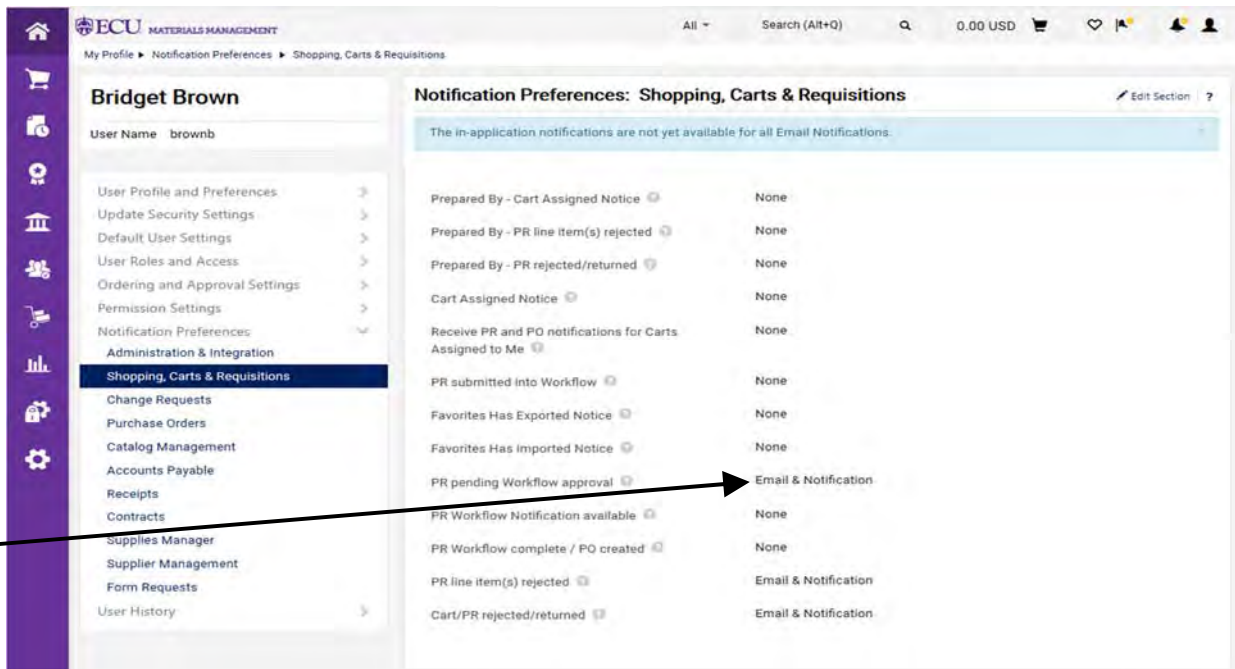 ECU MATERIALS MANAGEMENT
All
Search (Alt+Q)
0.00 USD
My Profile ▸ Notification Preferences ▸ Shopping, Carts & Requisitions
Bridget Brown
User Name brownb
User Profile and Preferences
Update Security Settings
Default User Settings
User Roles and Access
Ordering and Approval Settings
Permission Settings
Notification Preferences
Administration & Integration
Shopping, Carts & Requisitions
Change Requests
Purchase Orders
Catalog Management
Accounts Payable
Receipts
Contracts
Supplies Manager
Supplier Management
Form Requests
User History
Notification Preferences: Shopping, Carts & Requisitions
Edit Section ?
The in-application notifications are not yet available for all Email Notifications.
Prepared By - Cart Assigned Notice None
Prepared By - PR line item(s) rejected None
Prepared By - PR rejected/returned None
Cart Assigned Notice None
Receive PR and PO notifications for Carts None
Assigned to Me
PR submitted into Workflow None
Favorites Has Exported Notice None
Favorites Has Imported Notice None
PR pending Workflow approval Email & Notification
PR Workflow Notification available None
PR Workflow complete / PO created None
PR line item(s) rejected Email & Notification
Cart/PR rejected/returned Email & Notification